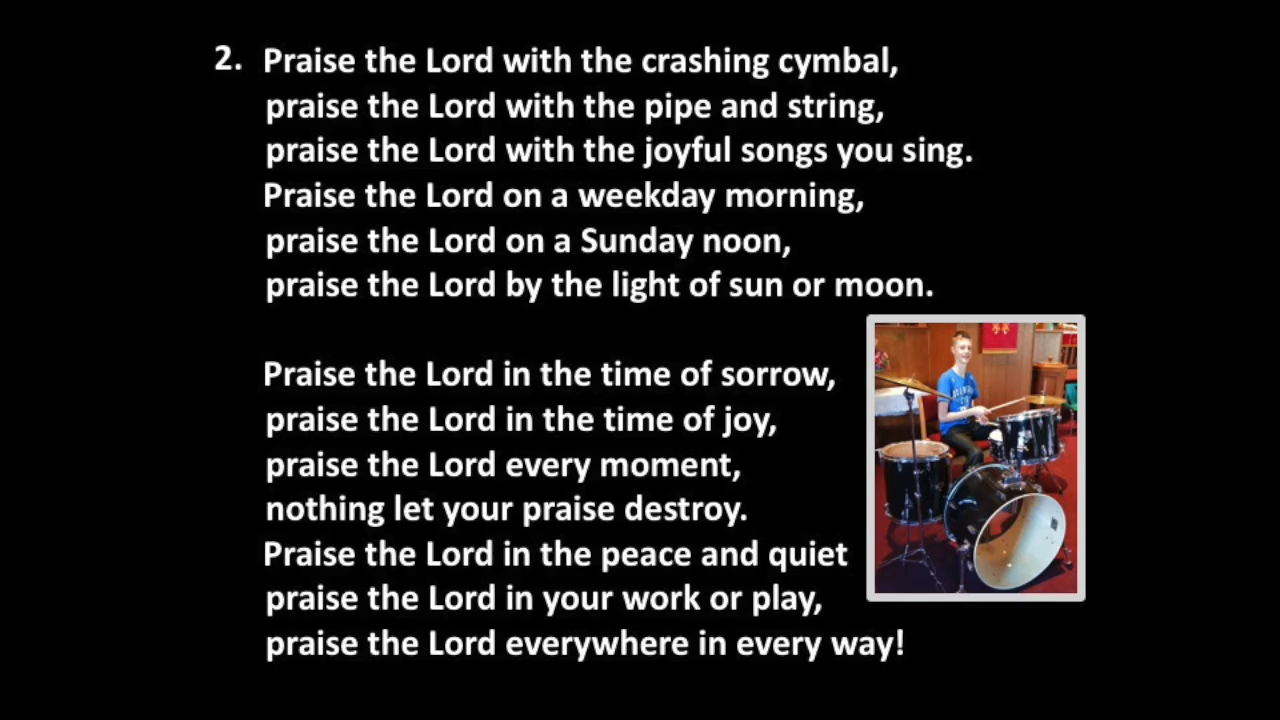 2. Praise the Lord with the crashing cymbal,
praise the Lord with the pipe and string,
praise the Lord with the joyful songs you sing.
Praise the Lord on a weekday morning,
praise the Lord on a Sunday noon,
praise the Lord by the light of sun or moon.
Praise the Lord in the time of sorrow,
praise the Lord in the time of joy,
praise the Lord every moment,
nothing let your praise destroy.
Praise the Lord in the peace and quiet
praise the Lord in your work or play,
praise the Lord everywhere in every way!